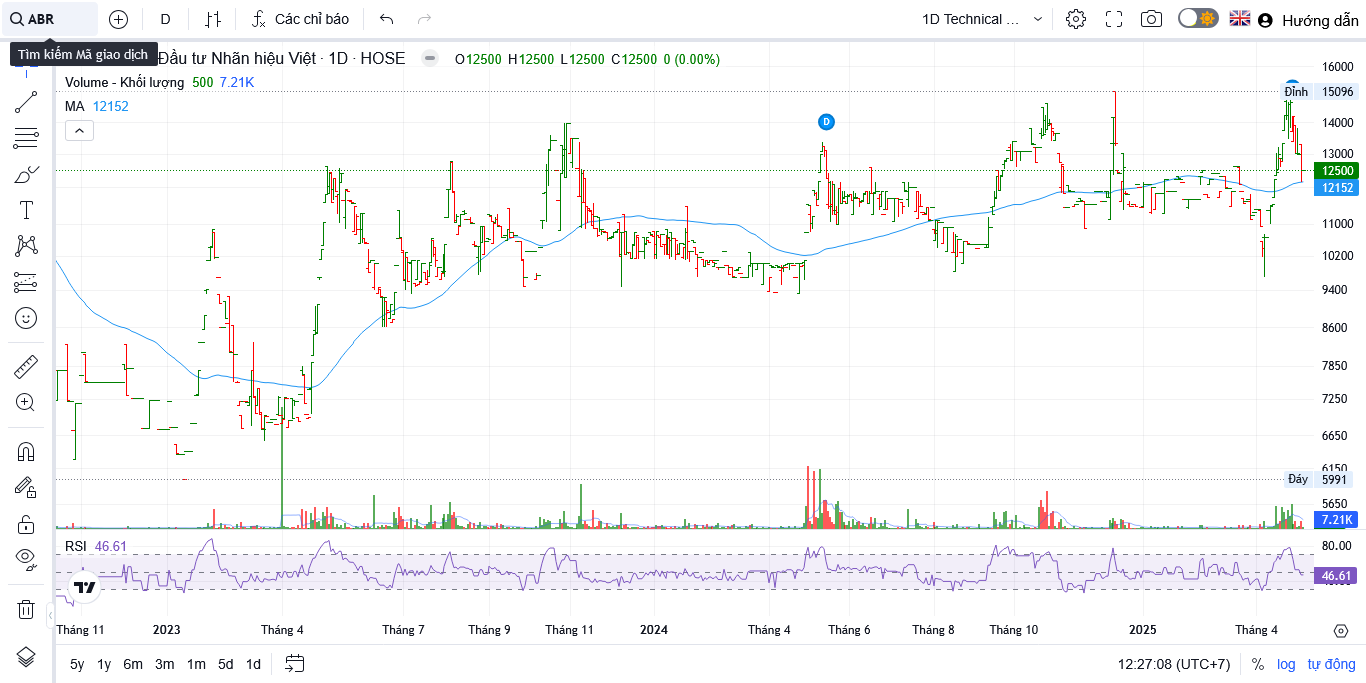 ABR
D
Các chỉ báo
1D Technical ...
Hướng dẫn
Tìm kiếm Mã giao dịch
Đầu tư Nhãn hiệu Việt · 1D · HOSE
O12500 H12500 L12500 C12500 0 (0.00%)
Volume - Khối lượng 500 7.21K
MA 12152
D
16000
Đỉnh 15096
14000
13000
12500
12152
11000
10200
9400
8600
7850
7250
6650
6150
Đáy 5991
5650
7.21K
RSI 46.61
80.00
46.61
Tháng 11 2023 Tháng 4 Tháng 7 Tháng 9 Tháng 11 2024 Tháng 4 Tháng 6 Tháng 8 Tháng 10 2025 Tháng 4
5y 1y 6m 3m 1m 5d 1d
12:27:08 (UTC+7) % log tự động